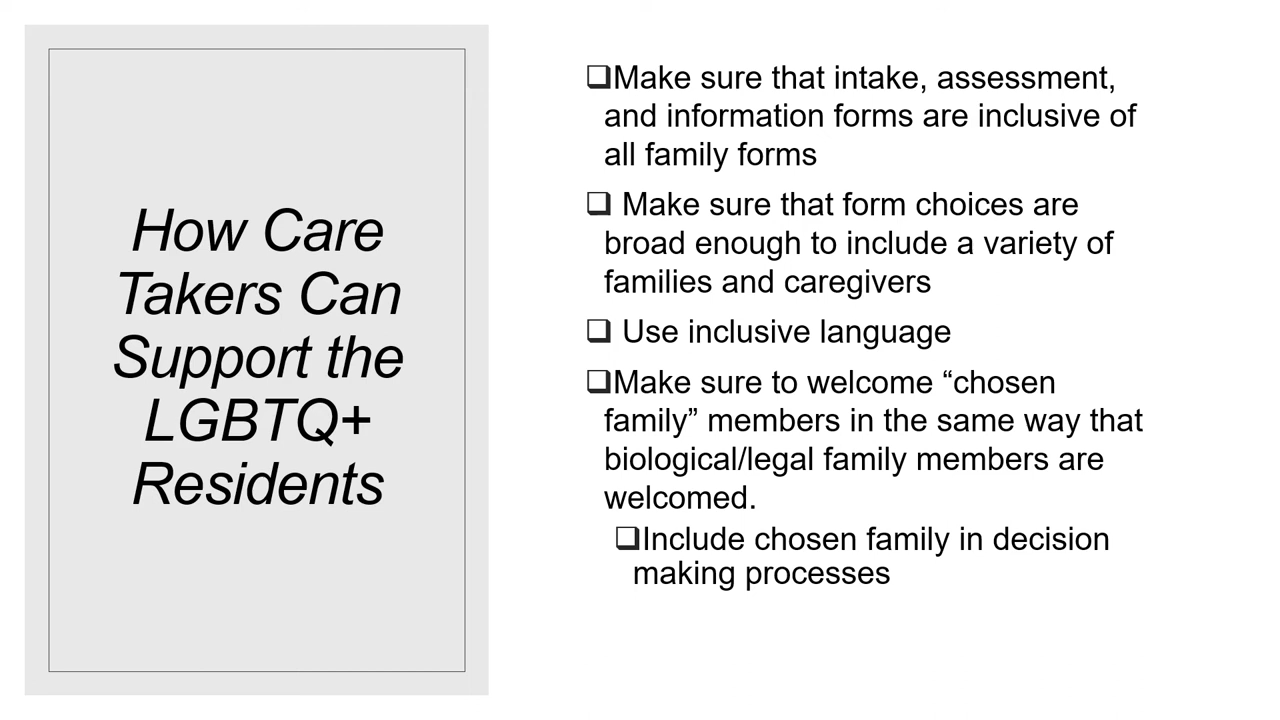 How Care
Takers Can
Support the
LGBTQ+
Residents
❑Make sure that intake, assessment,
and information forms are inclusive of
all family forms
❑ Make sure that form choices are
broad enough to include a variety of
families and caregivers
❑ Use inclusive language
❑Make sure to welcome “chosen
family” members in the same way that
biological/legal family members are
welcomed.
❑Include chosen family in decision
making processes